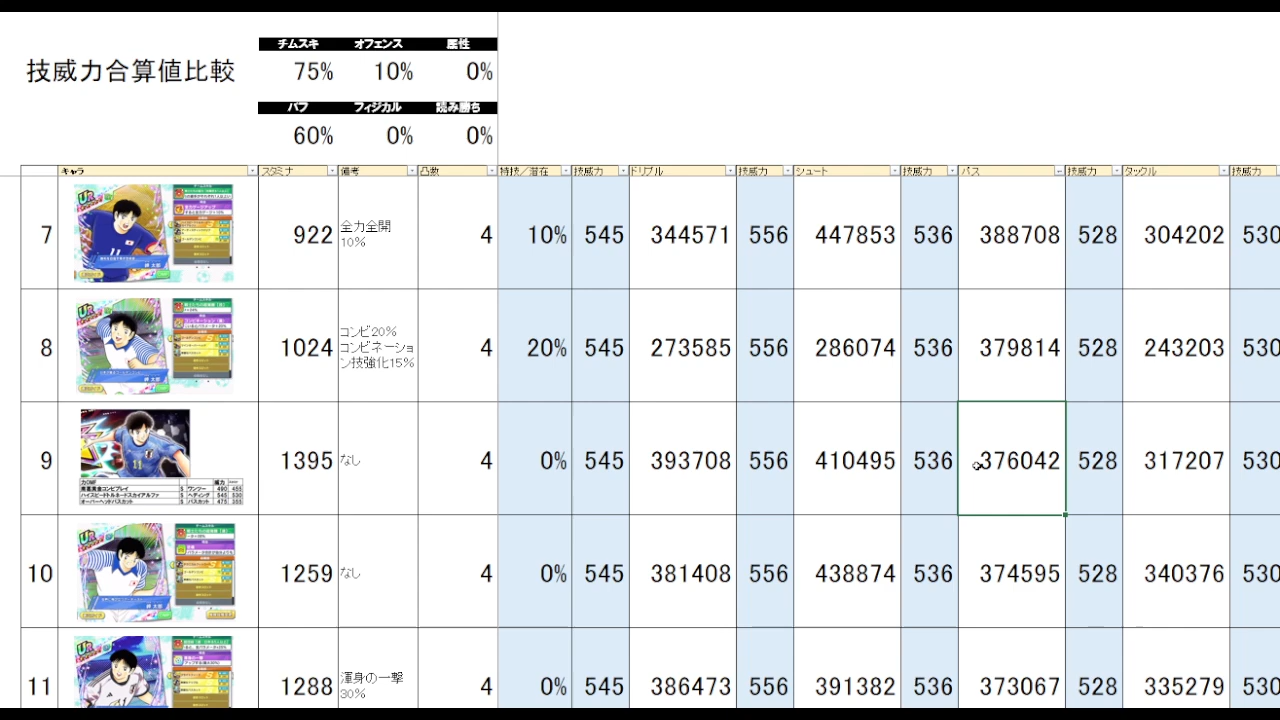 チムスキ オフェンス 属性
技威力合算値比較 75% 10% 0%
バフ フィジカル 読み勝ち
60% 0% 0%
キャラ スタミナ 備考 凸数 特技／潜在 技威力 ドリブル 技威力 シュート 技威力 パス 技威力 タックル 技威力
7 922 全力全開 10% 4 10% 545 344571 556 447853 536 388708 528 304202 530
8 1024 コンビ20% コンビネーション技強化15% 4 20% 545 273585 556 286074 536 379814 528 243203 530
9 1395 なし 4 0% 545 393708 556 410495 536 376042 528 317207 530
10 1259 なし 4 0% 545 381408 556 438874 536 374595 528 340376 530
11 1288 渾身の一撃 30% 4 0% 545 386473 556 391382 536 373067 528 335279 530